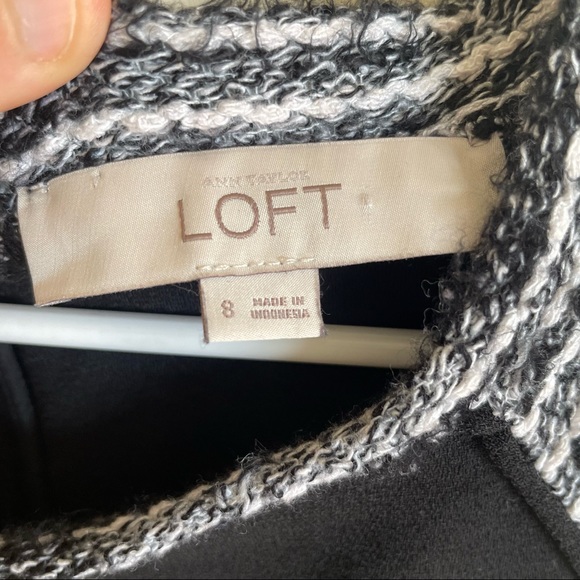 ANN TAYLOR
LOFT
8
MADE IN
INDONESIA